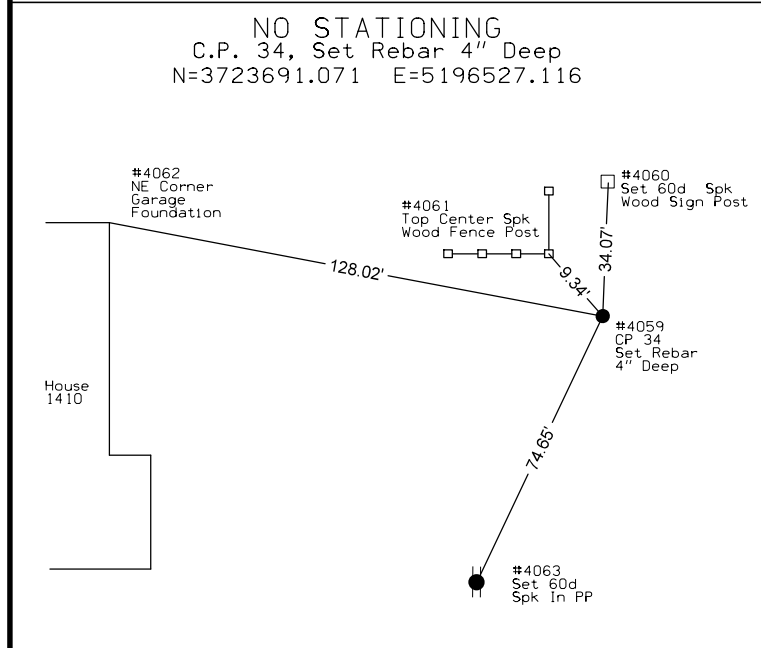 NO STATIONING
C.P. 34, Set Rebar 4" Deep
N=3723691.071 E=5196527.116
#4062
NE Corner
Garage
Foundation
#4061
Top Center Spk
Wood Fence Post
#4060
Set 60d Spk
Wood Sign Post
128.02'
9.34'
34.07'
#4059
CP 34
Set Rebar
4" Deep
House
1410
74.65'
#4063
Set 60d
Spk In PP